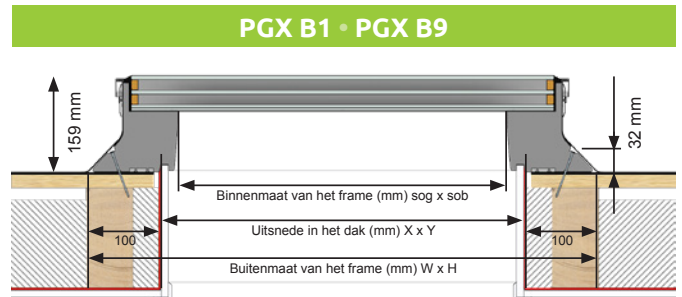 PGX B1 • PGX B9
159 mm
32 mm
Binnenmaat van het frame (mm) sog x sob
Uitsnede in het dak (mm) X x Y
100
100
Buitenmaat van het frame (mm) W x H